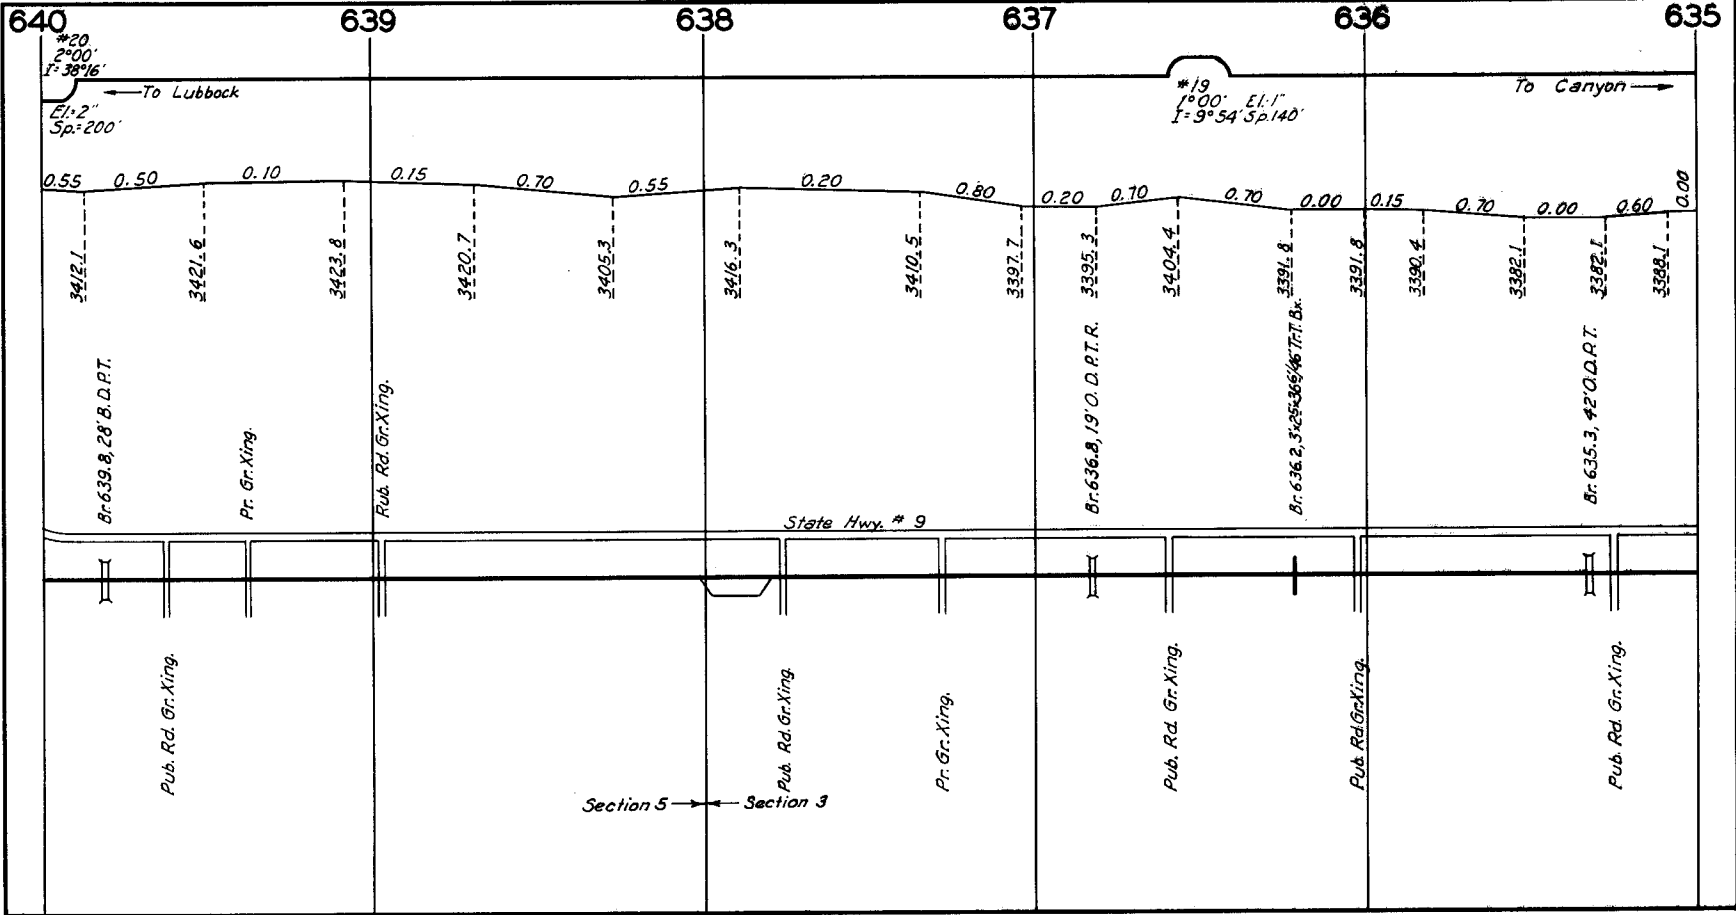 640
639
638
637
636
635
#20
2°00'
I=38°16'
El.=2"
Sp.=200'
←To Lubbock
#19
1°00' El.1"
I=9°54' Sp.140'
To Canyon→
0.55
0.50
0.10
0.15
0.70
0.55
0.20
0.80
0.20
0.70
0.70
0.00
0.15
0.70
0.00
0.60
0.00
3412.1
3421.6
3423.8
3420.7
3405.3
3416.3
3410.5
3397.7
3395.3
3404.4
3391.8
3391.8
3390.4
3382.1
3382.1
3388.1
Br. 639.8, 28' B.D.P.T.
Pr. Gr. Xing.
Rub. Rd. Gr. Xing.
Br. 636.8, 19' O.D.P.T.R.
Br. 636.2, Tr.T. Bx.
Br. 635.3, 42' O.D.P.T.
State Hwy. # 9
Pub. Rd. Gr. Xing.
Pub. Rd. Gr. Xing.
Pr. Gr. Xing.
Pub. Rd. Gr. Xing.
Pub. Rd. Gr. Xing.
Pub. Rd. Gr. Xing.
Section 5 → ← Section 3